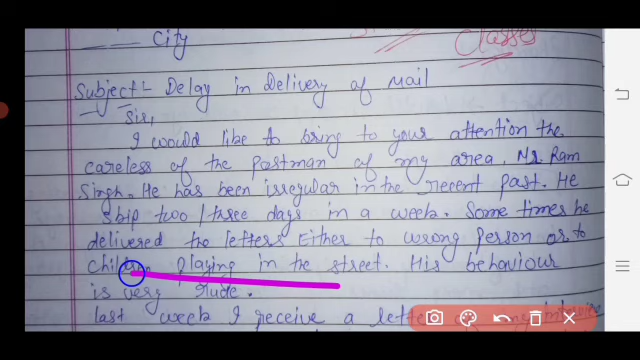 City
Classes
Subject - Delay in Delivery of Mail
Sir,
I would like to bring to your attention the
careless of the postman of my area, Mr. Ram
Singh. He has been irregular in the recent past. He
skip two/three days in a week. Some times he
delivered the letters Either to wrong person or to
children playing in the street. His behaviour
is very rude.
last week I receive a letter